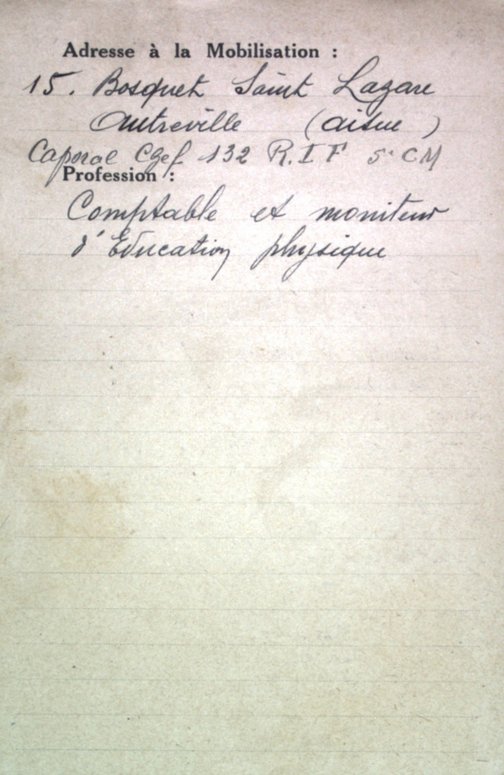 Adresse à la Mobilisation :
15. Bosquet Saint Lazare
Autreville (aisne)
Caporal Chef 132 R.I F 5e CM
Profession :
Comptable et moniteur
d'Education physique